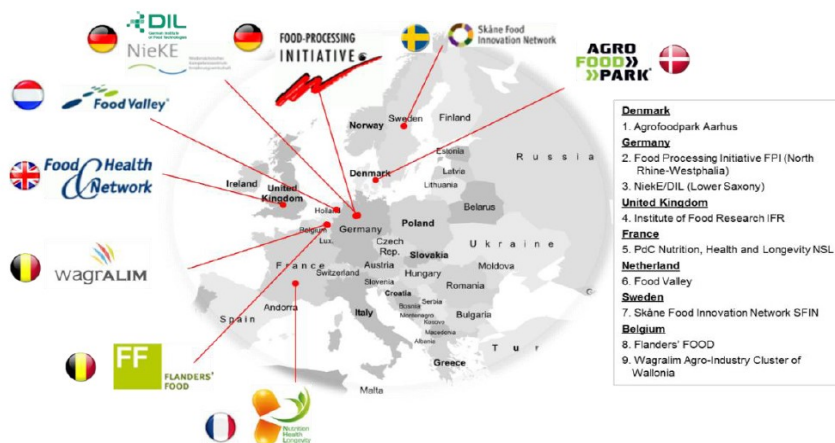 DIL
NieKE
FOOD-PROCESSING
INITIATIVE
Skåne Food
Innovation Network
AGRO
FOOD»
»PARK
Food Valley
Food & Health
Network
wagrALIM
FF
FLANDERS'
FOOD
Nutrition
Health
Longevity
Norway
Sweden
Finland
Estonia
Latvia
Lithuania
Russia
Denmark
Ireland
United
Kingdom
Holland
Belgium
Lux.
Germany
Poland
Belarus
Czech
Rep.
Slovakia
Ukraine
France
Switzerland
Austria
Hungary
Moldova
Slovenia
Croatia
Romania
Bosnia
Serbia
Montenegro
Kosovo
Bulgaria
Macedonia
Albania
Andorra
Spain
Italy
Greece
Tur
Malta
Denmark
1. Agrofoodpark Aarhus
Germany
2. Food Processing Initiative FPI (North
Rhine-Westphalia)
3. NiekE/DIL (Lower Saxony)
United Kingdom
4. Institute of Food Research IFR
France
5. PdC Nutrition, Health and Longevity NSL
Netherland
6. Food Valley
Sweden
7. Skåne Food Innovation Network SFIN
Belgium
8. Flanders' FOOD
9. Wagralim Agro-Industry Cluster of
Wallonia